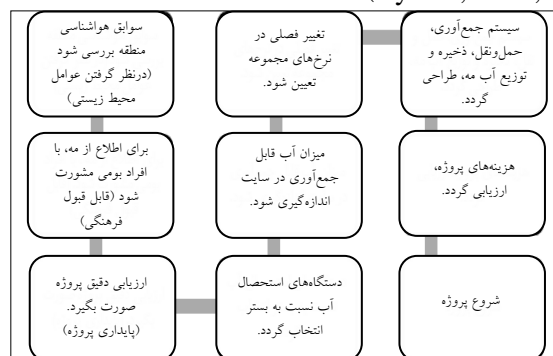 سوابق هواشناسی
منطقه بررسی شود
(درنظر گرفتن عوامل
محیط زیستی)
برای اطلاع از مه، با
افراد بومی مشورت
شود (قابل قبول
فرهنگی)
ارزیابی دقیق پروژه
صورت بگیرد.
(پایداری پروژه)
دستگاه‌های استحصال
آب نسبت به بستر
انتخاب گردد.
میزان آب قابل
جمع‌آوری در سایت
اندازه‌گیری شود.
تغییر فصلی در
نرخ‌های مجموعه
تعیین شود.
سیستم جمع‌آوری،
حمل‌ونقل، ذخیره و
توزیع آب مه، طراحی
گردد.
هزینه‌های پروژه،
ارزیابی گردد.
شروع پروژه